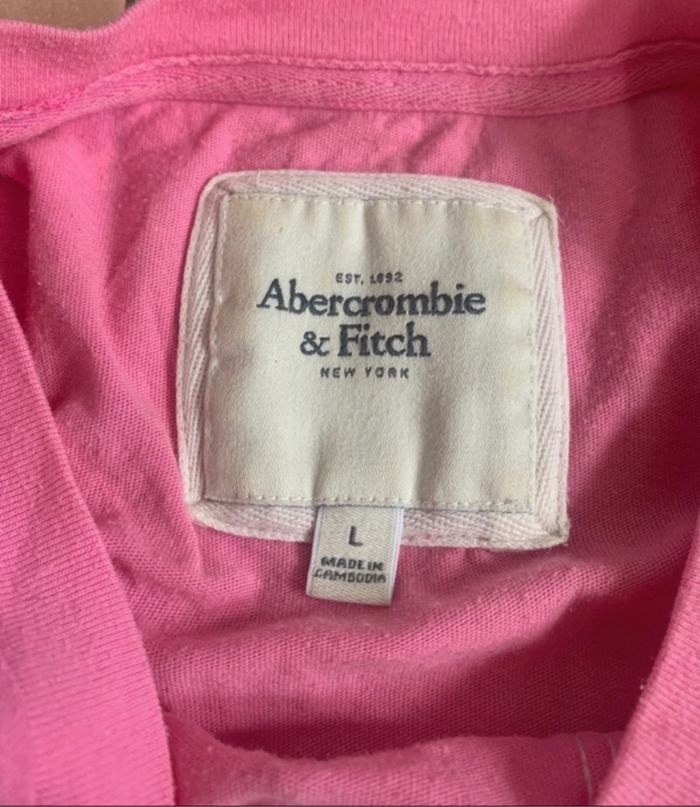 EST. 1892
Abercrombie
& Fitch
NEW YORK
L
MADE IN
CAMBODIA